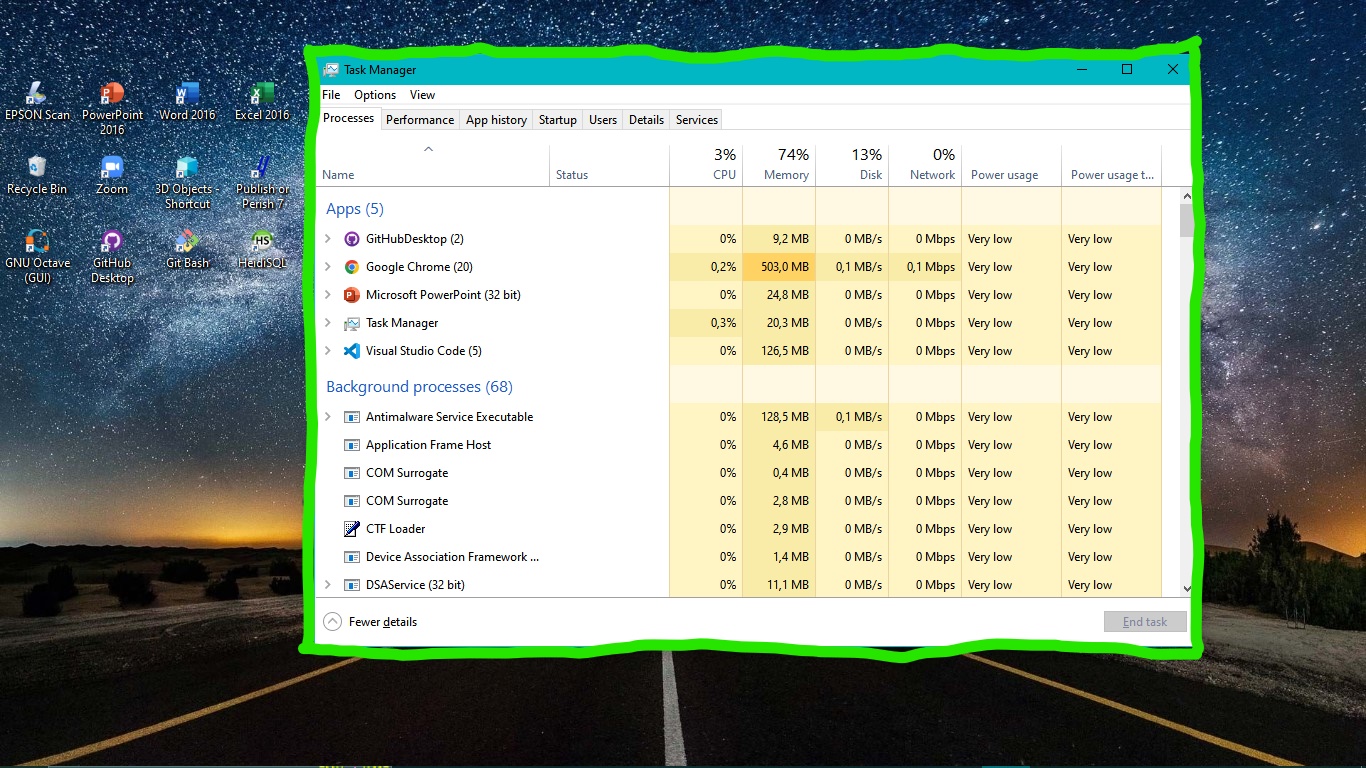 EPSON Scan
PowerPoint 2016
Word 2016
Excel 2016
Recycle Bin
Zoom
3D Objects - Shortcut
Publish or Perish 7
GNU Octave (GUI)
GitHub Desktop
Git Bash
HeidiSQL
Task Manager
File Options View
Processes Performance App history Startup Users Details Services
3% 74% 13% 0%
Name Status CPU Memory Disk Network Power usage Power usage t...
Apps (5)
GitHubDesktop (2) 0% 9,2 MB 0 MB/s 0 Mbps Very low Very low
Google Chrome (20) 0,2% 503,0 MB 0,1 MB/s 0,1 Mbps Very low Very low
Microsoft PowerPoint (32 bit) 0% 24,8 MB 0 MB/s 0 Mbps Very low Very low
Task Manager 0,3% 20,3 MB 0 MB/s 0 Mbps Very low Very low
Visual Studio Code (5) 0% 126,5 MB 0 MB/s 0 Mbps Very low Very low
Background processes (68)
Antimalware Service Executable 0% 128,5 MB 0,1 MB/s 0 Mbps Very low Very low
Application Frame Host 0% 4,6 MB 0 MB/s 0 Mbps Very low Very low
COM Surrogate 0% 0,4 MB 0 MB/s 0 Mbps Very low Very low
COM Surrogate 0% 2,8 MB 0 MB/s 0 Mbps Very low Very low
CTF Loader 0% 2,9 MB 0 MB/s 0 Mbps Very low Very low
Device Association Framework ... 0% 1,4 MB 0 MB/s 0 Mbps Very low Very low
DSAService (32 bit) 0% 11,1 MB 0 MB/s 0 Mbps Very low Very low
Fewer details End task